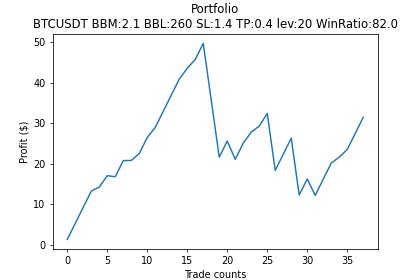 Portfolio
BTCUSDT BBM:2.1 BBL:260 SL:1.4 TP:0.4 lev:20 WinRatio:82.0
50
40
30
20
10
0
Profit ($)
0 5 10 15 20 25 30 35
Trade counts